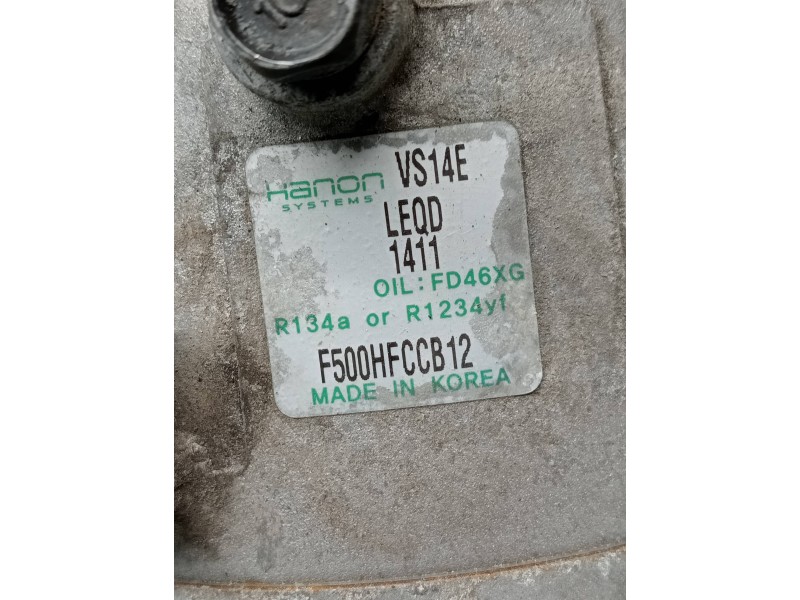 Hanon VS14E
SYSTEMS
LEQD
1411
OIL: FD46XG
R134a or R1234yf
F500HFCCB12
MADE IN KOREA